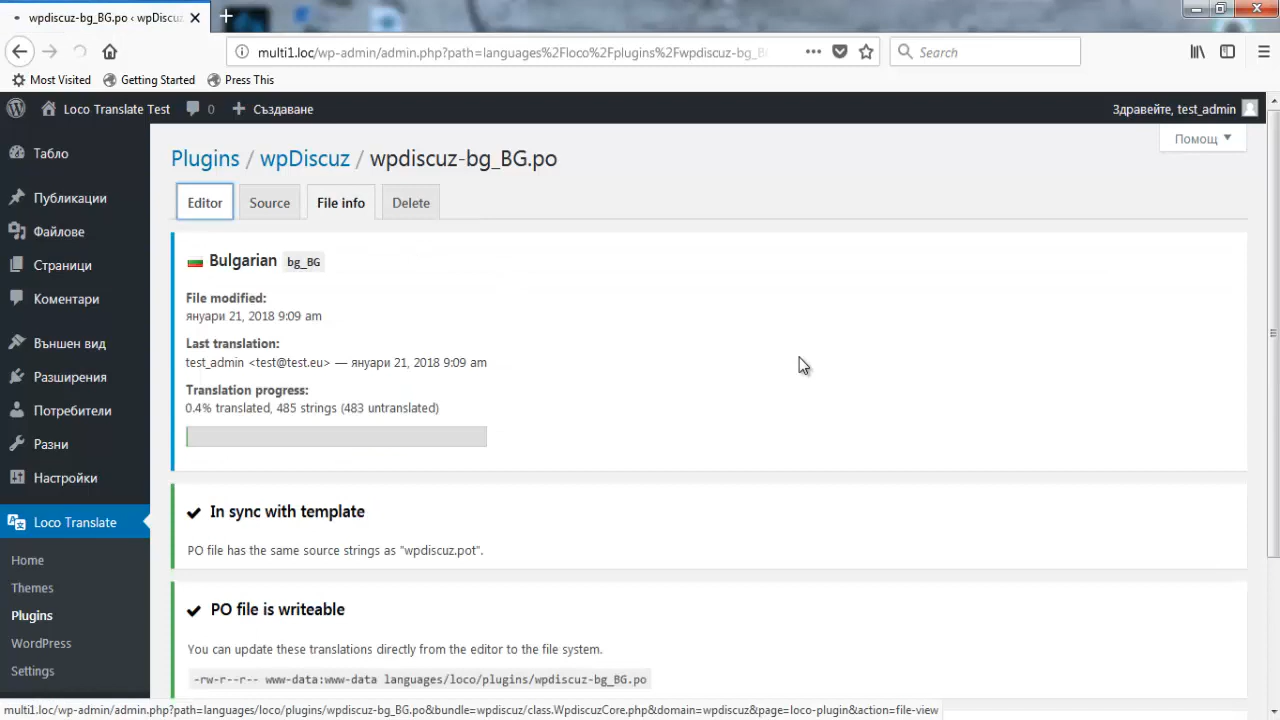 wpdiscuz-bg_BG.po ‹ wpDiscuz
multi1.loc/wp-admin/admin.php?path=languages%2Floco%2Fplugins%2Fwpdiscuz-bg_B
Search
Most Visited Getting Started Press This
Loco Translate Test 0 Създаване
Здравейте, test_admin
Помощ
Табло
Публикации
Файлове
Страници
Коментари
Външен вид
Разширения
Потребители
Разни
Настройки
Loco Translate
Home
Themes
Plugins
WordPress
Settings
Plugins / wpDiscuz / wpdiscuz-bg_BG.po
Editor Source File info Delete
Bulgarian bg_BG
File modified:
януари 21, 2018 9:09 am
Last translation:
test_admin <test@test.eu> — януари 21, 2018 9:09 am
Translation progress:
0.4% translated, 485 strings (483 untranslated)
In sync with template
PO file has the same source strings as "wpdiscuz.pot".
PO file is writeable
You can update these translations directly from the editor to the file system.
-rw-r--r-- www-data:www-data languages/loco/plugins/wpdiscuz-bg_BG.po
multi1.loc/wp-admin/admin.php?path=languages/loco/plugins/wpdiscuz-bg_BG.po&bundle=wpdiscuz/class.WpdiscuzCore.php&domain=wpdiscuz&page=loco-plugin&action=file-view